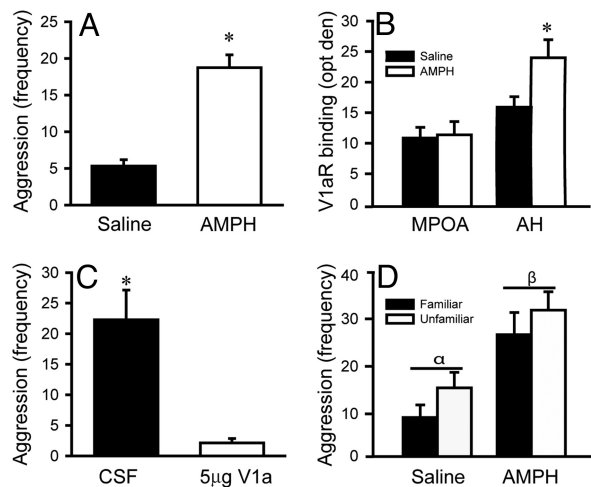 A
Aggression (frequency)
25
20
15
10
5
0
*
Saline AMPH
B
V1aR binding (opt den)
30
25
20
15
10
5
0
Saline
AMPH
*
MPOA AH
C
Aggression (frequency)
30
25
20
15
10
5
0
*
CSF 5μg V1a
D
Aggression (frequency)
40
30
20
10
0
Familiar
Unfamiliar
α
β
Saline AMPH